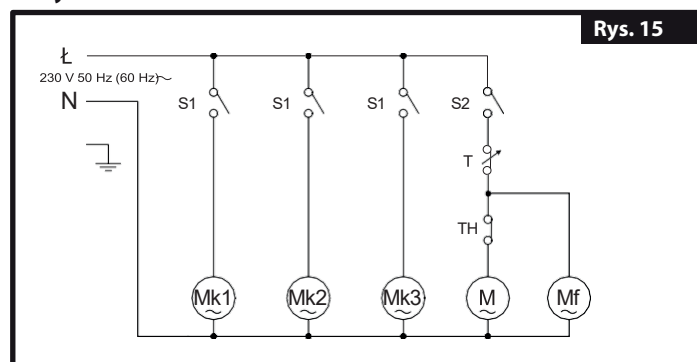 Rys. 15
Ł
230 V 50 Hz (60 Hz)~
N
S1 S1 S1 S2
T
TH
Mk1 Mk2 Mk3 M Mf
~ ~ ~ ~ ~